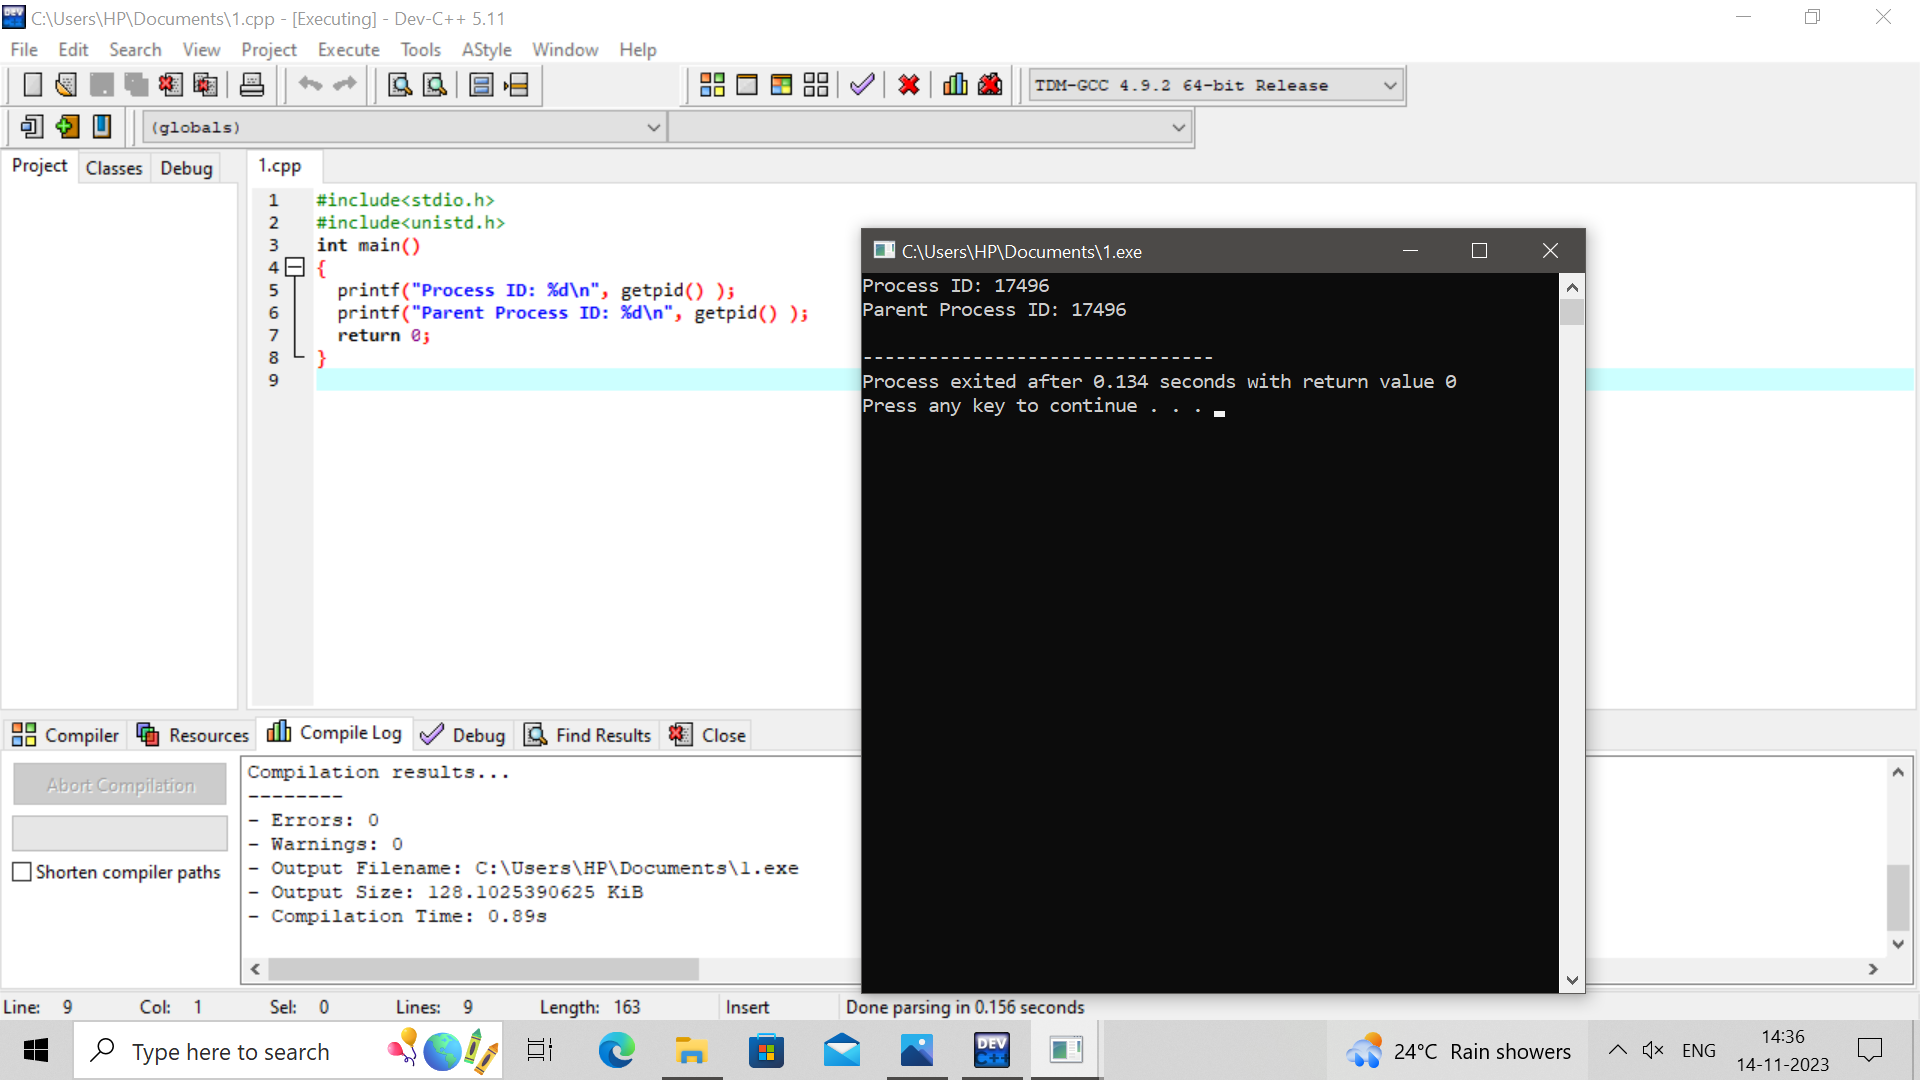 C:\Users\HP\Documents\1.cpp - [Executing] - Dev-C++ 5.11
File Edit Search View Project Execute Tools AStyle Window Help
TDM-GCC 4.9.2 64-bit Release
(globals)
Project Classes Debug
1.cpp
1 #include<stdio.h>
2 #include<unistd.h>
3 int main()
4 {
5 printf("Process ID: %d\n", getpid() );
6 printf("Parent Process ID: %d\n", getpid() );
7 return 0;
8 }
9
C:\Users\HP\Documents\1.exe
Process ID: 17496
Parent Process ID: 17496
--------------------------------
Process exited after 0.134 seconds with return value 0
Press any key to continue . . .
Compiler Resources Compile Log Debug Find Results Close
Abort Compilation
Shorten compiler paths
Compilation results...
--------
- Errors: 0
- Warnings: 0
- Output Filename: C:\Users\HP\Documents\1.exe
- Output Size: 128.1025390625 KiB
- Compilation Time: 0.89s
Line: 9 Col: 1 Sel: 0 Lines: 9 Length: 163 Insert Done parsing in 0.156 seconds
Type here to search
DEV C++
24°C Rain showers
ENG
14:36
14-11-2023